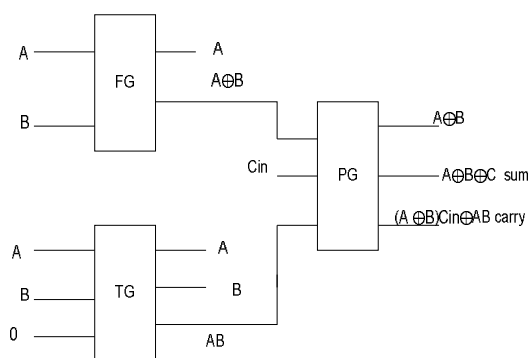 A
A
FG
A⊕B
B
A⊕B
Cin
PG
A⊕B⊕C sum
(A ⊕B)Cin⊕AB carry
A
A
B
TG
B
0
AB